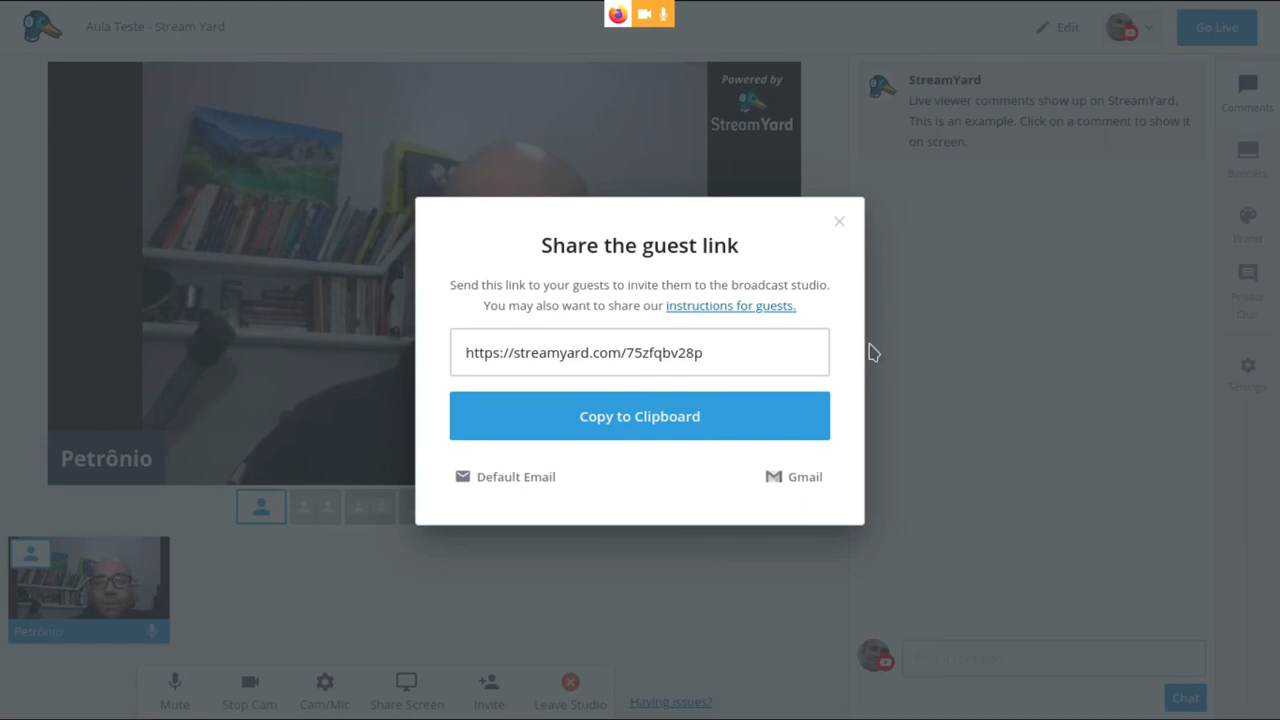 Aula Teste - Stream Yard
Edit
Go Live
Powered by
StreamYard
StreamYard
Live viewer comments show up on StreamYard.
This is an example. Click on a comment to show it
on screen.
Comments
Banners
Brand
Private
Chat
Settings
Share the guest link
Send this link to your guests to invite them to the broadcast studio.
You may also want to share our instructions for guests.
https://streamyard.com/75zfqbv28p
Copy to Clipboard
Default Email
Gmail
Petrônio
Petrônio
Post a comment
Chat
Mute
Stop Cam
Cam/Mic
Share Screen
Invite
Leave Studio
Having issues?